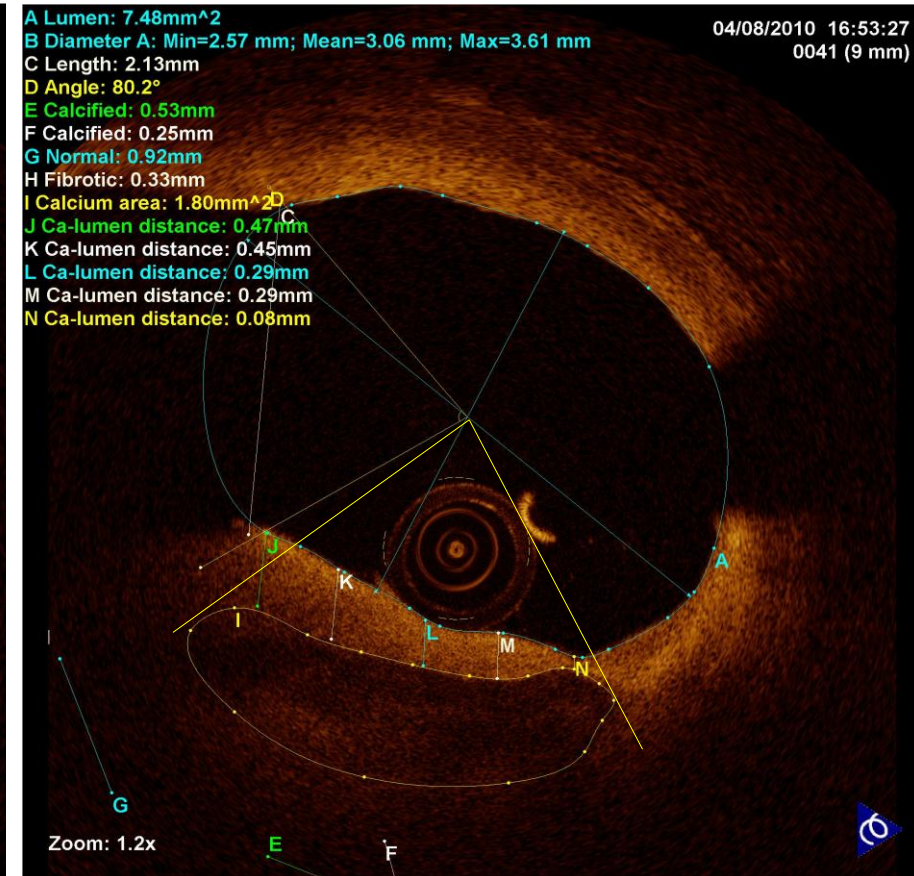 A Lumen: 7.48mm^2
B Diameter A: Min=2.57 mm; Mean=3.06 mm; Max=3.61 mm
C Length: 2.13mm
D Angle: 80.2°
E Calcified: 0.53mm
F Calcified: 0.25mm
G Normal: 0.92mm
H Fibrotic: 0.33mm
I Calcium area: 1.80mm^2
J Ca-lumen distance: 0.47mm
K Ca-lumen distance: 0.45mm
L Ca-lumen distance: 0.29mm
M Ca-lumen distance: 0.29mm
N Ca-lumen distance: 0.08mm
04/08/2010 16:53:27
0041 (9 mm)
D
C
J
K
A
I
L
M
N
G
Zoom: 1.2x
E
F